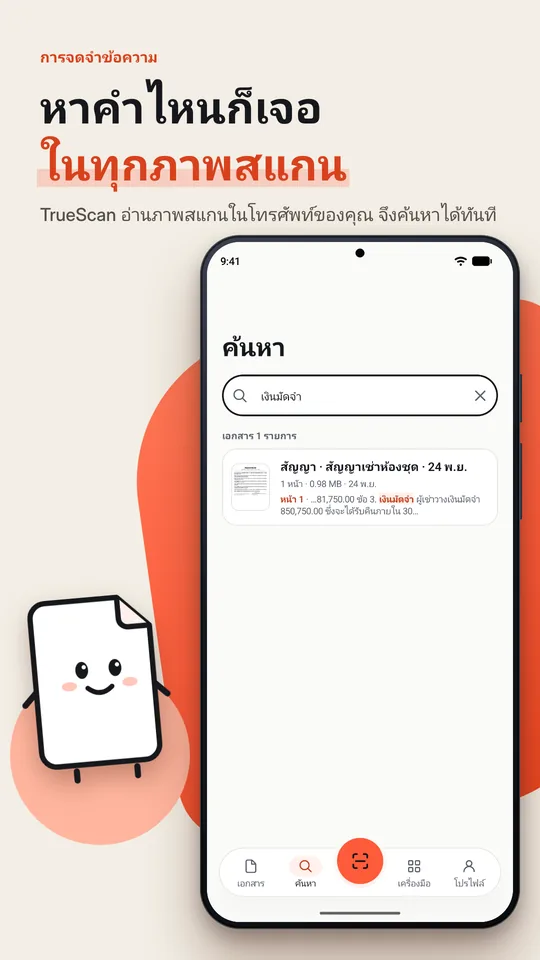 การจดจำข้อความ
หาคำไหนก็เจอ
ในทุกภาพสแกน
TrueScan อ่านภาพสแกนในโทรศัพท์ของคุณ จึงค้นหาได้ทันที
9:41
ค้นหา
เงินมัดจำ
เอกสาร 1 รายการ
สัญญา · สัญญาเช่าห้องชุด · 24 พ.ย.
1 หน้า · 0.98 MB · 24 พ.ย.
หน้า 1 · …81,750.00 ข้อ 3. เงินมัดจำ ผู้เช่าวางเงินมัดจำ
850,750.00 ซึ่งจะได้รับคืนภายใน 30…
เอกสาร
ค้นหา
เครื่องมือ
โปรไฟล์